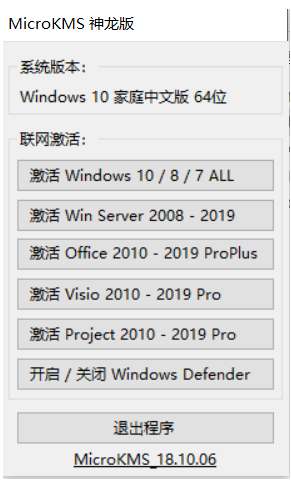 MicroKMS 神龙版
系统版本：
Windows 10 家庭中文版 64位
联网激活：
激活 Windows 10 / 8 / 7 ALL
激活 Win Server 2008 - 2019
激活 Office 2010 - 2019 ProPlus
激活 Visio 2010 - 2019 Pro
激活 Project 2010 - 2019 Pro
开启 / 关闭 Windows Defender
退出程序
MicroKMS_18.10.06